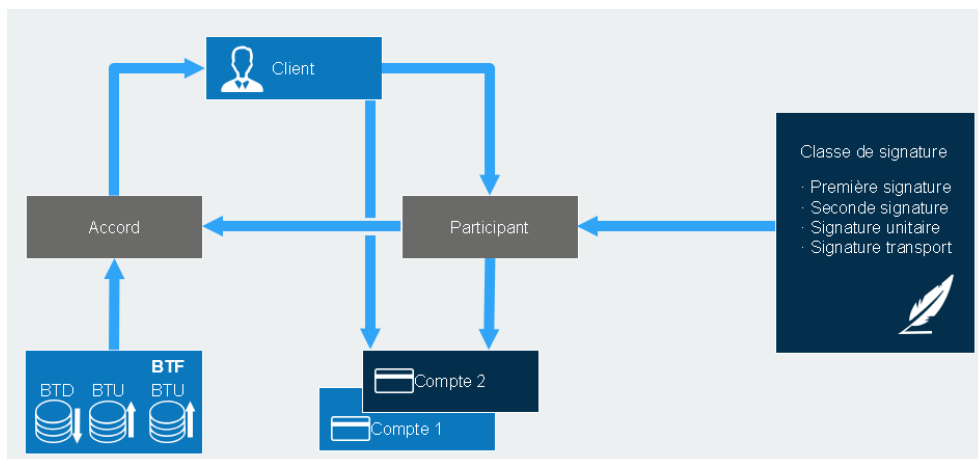 Client
Classe de signature
· Première signature
· Seconde signature
· Signature unitaire
· Signature transport
Accord
Participant
BTF
BTD BTU BTU
Compte 2
Compte 1